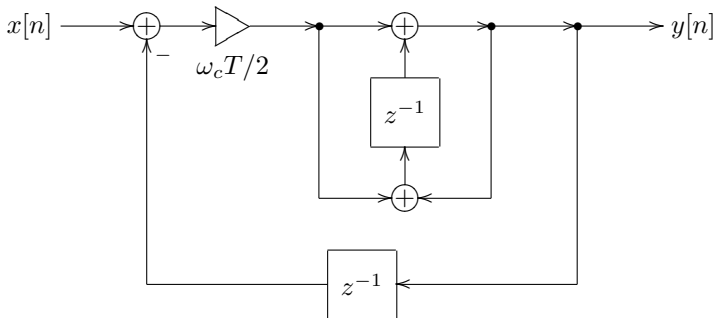 x[n]
+
−
ω_cT/2
+
y[n]
z⁻¹
+
z⁻¹